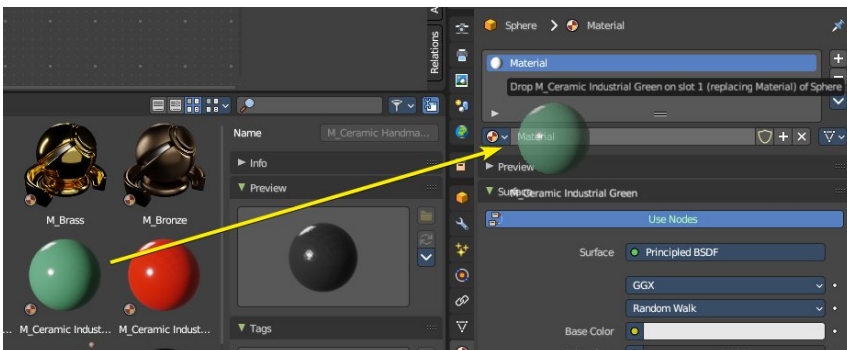 Relations
Name
M_Ceramic Handma...
Info
Preview
M_Brass
M_Bronze
M_Ceramic Indust...
M_Ceramic Indust...
Tags
Sphere
Material
Material
Drop M_Ceramic Industrial Green on slot 1 (replacing Material) of Sphere
Material
Preview
Surface
M_Ceramic Industrial Green
Use Nodes
Surface
Principled BSDF
GGX
Random Walk
Base Color